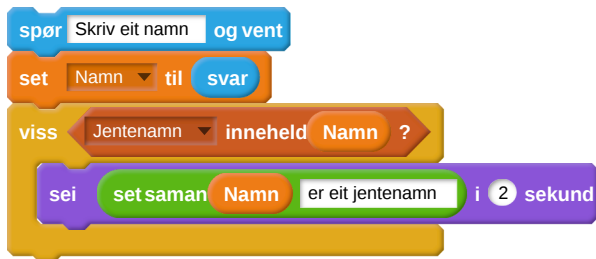 spør Skriv eit namn og vent
set Namn til svar
viss Jentenamn inneheld Namn ?
sei set saman Namn er eit jentenamn i 2 sekund